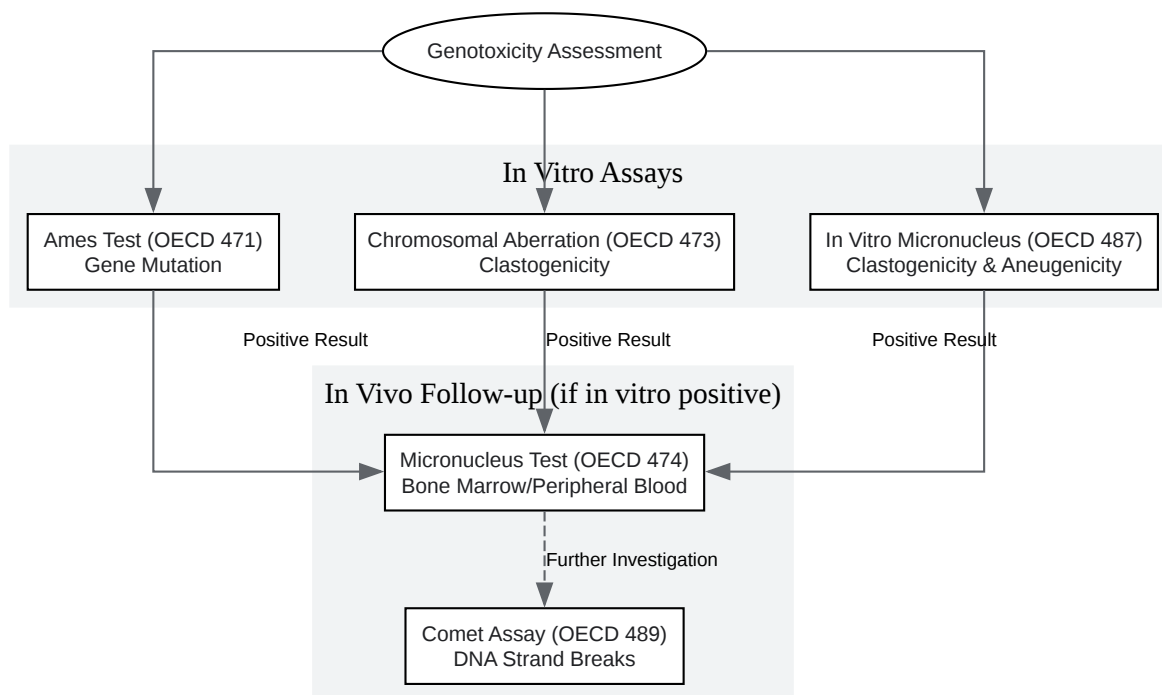 Genotoxicity Assessment
In Vitro Assays
Ames Test (OECD 471)
Gene Mutation
Chromosomal Aberration (OECD 473)
Clastogenicity
In Vitro Micronucleus (OECD 487)
Clastogenicity & Aneugenicity
Positive Result
Positive Result
Positive Result
In Vivo Follow-up (if in vitro positive)
Micronucleus Test (OECD 474)
Bone Marrow/Peripheral Blood
Further Investigation
Comet Assay (OECD 489)
DNA Strand Breaks